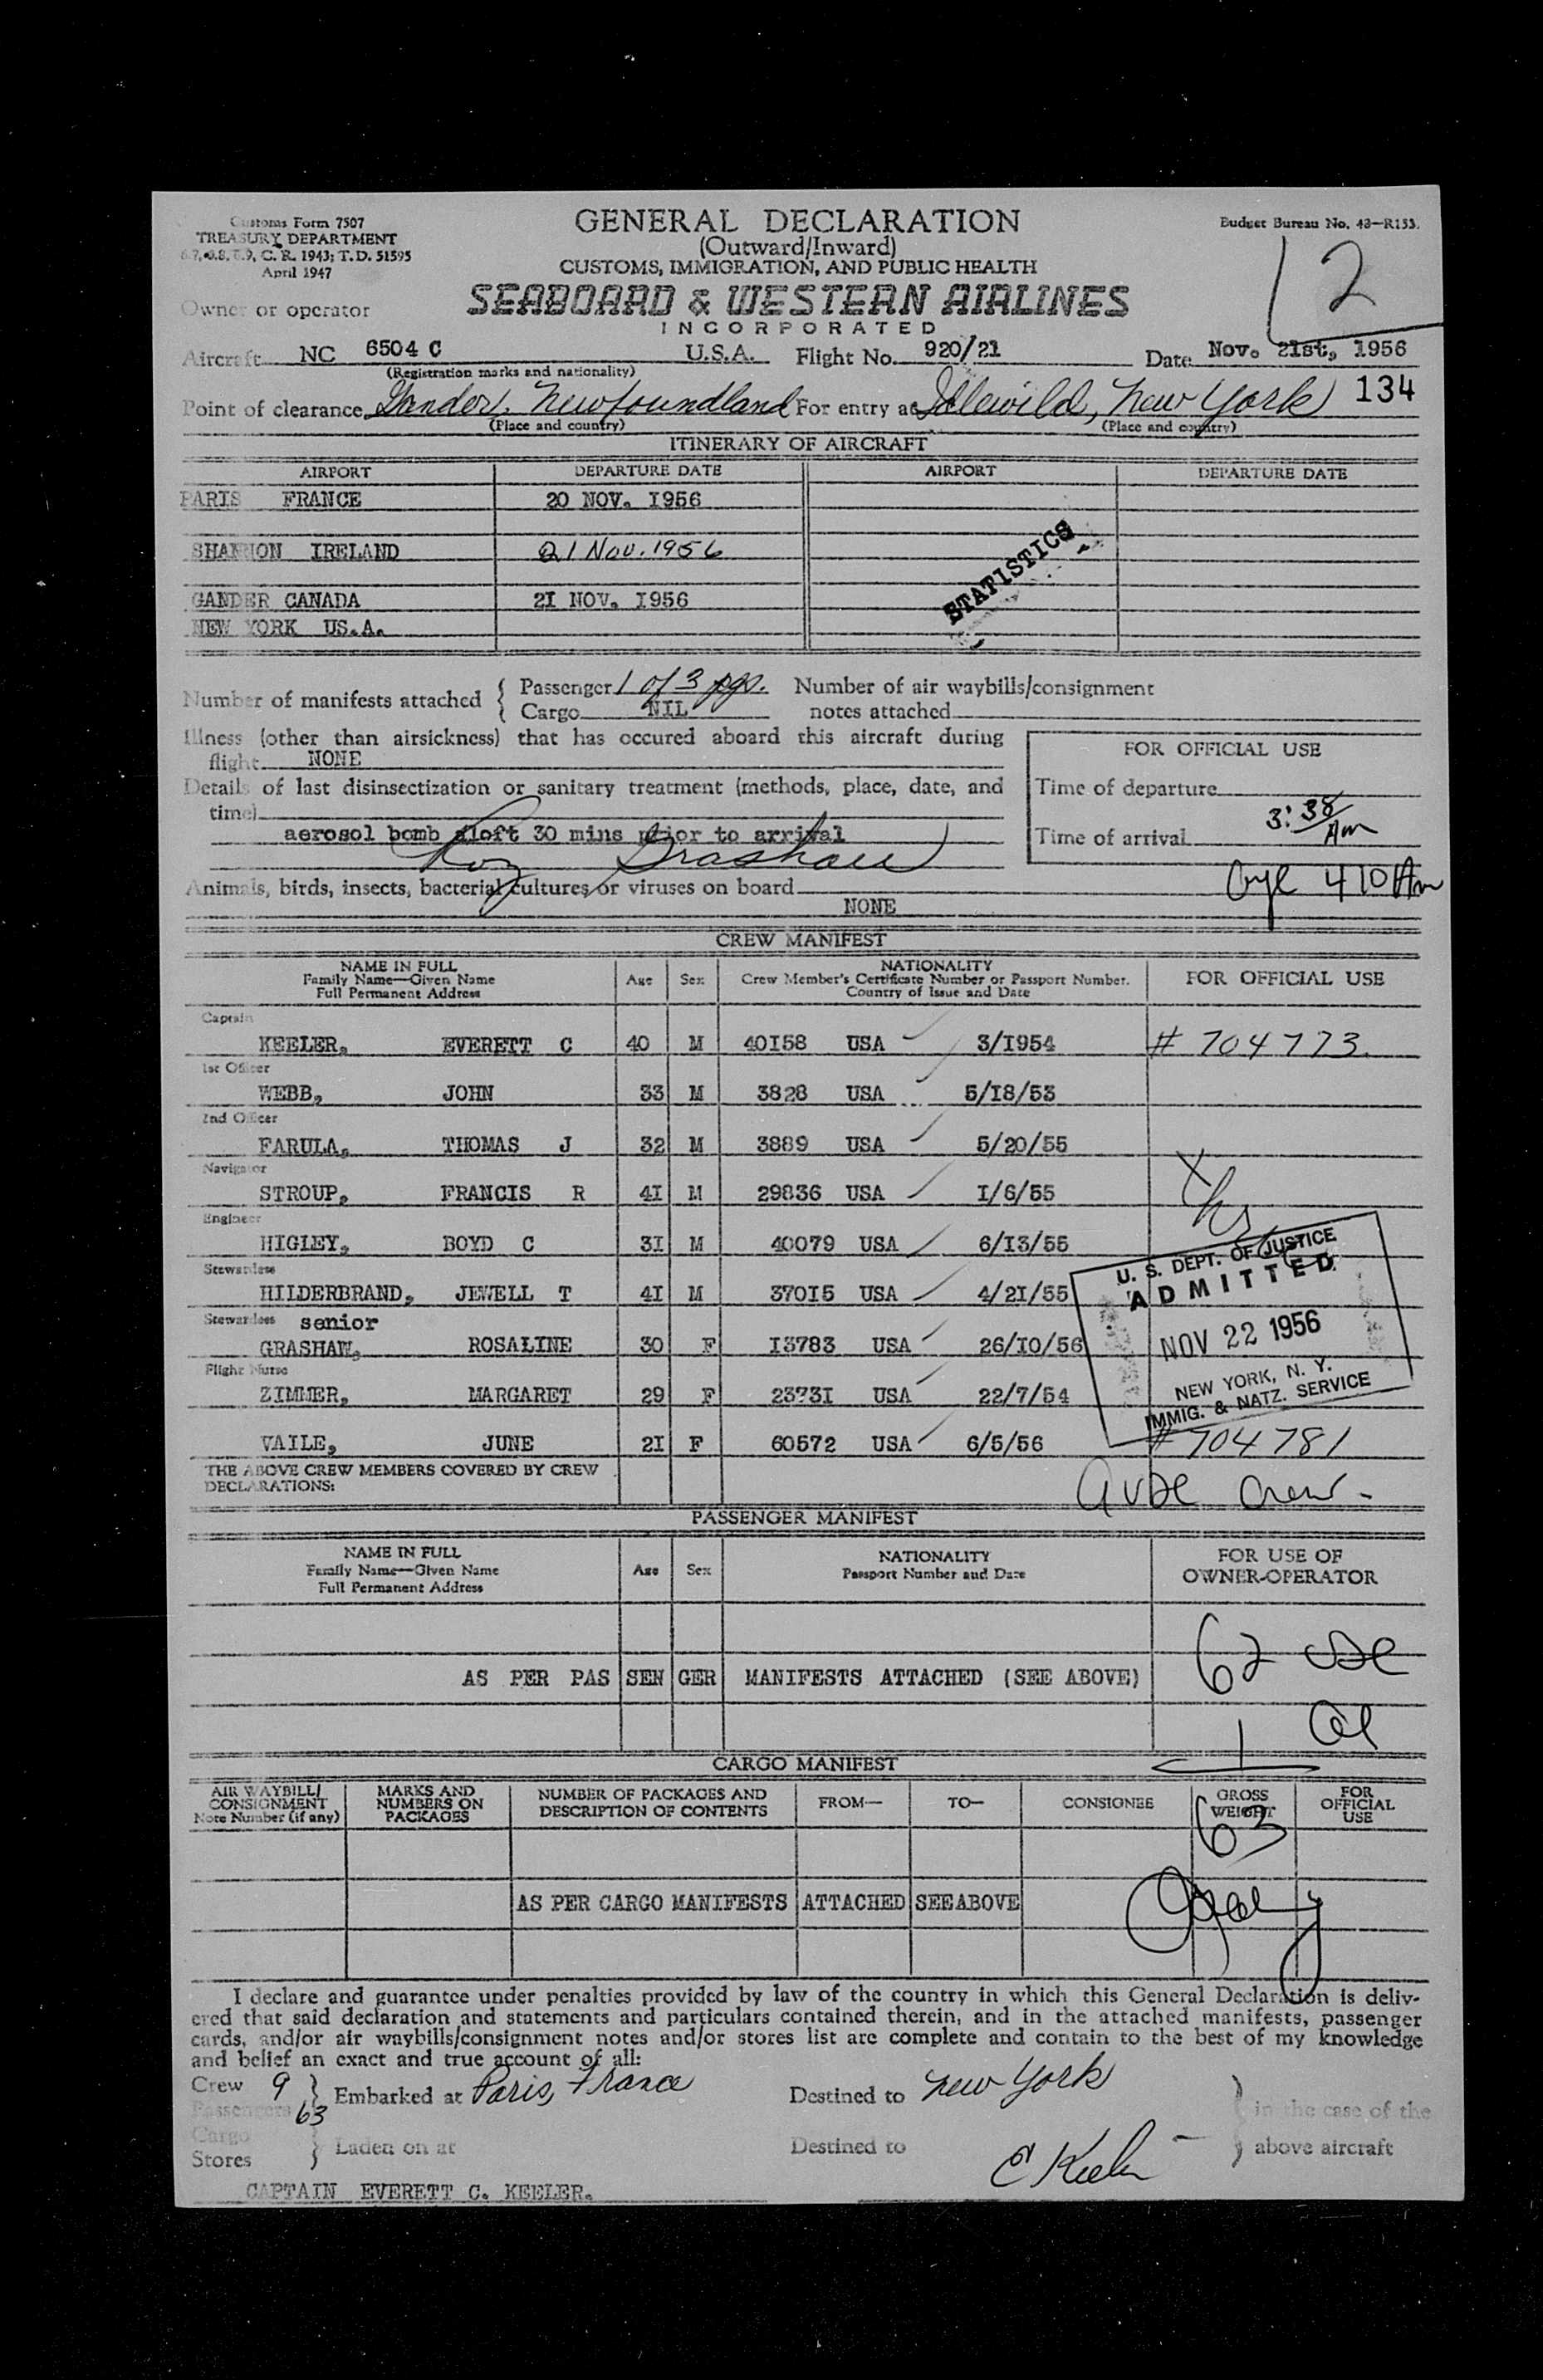 Customs Form 7507
TREASURY DEPARTMENT
6.7, 6.8, 6.9, C. R. 1943; T. D. 51595
April 1947
GENERAL DECLARATION
(Outward/Inward)
CUSTOMS, IMMIGRATION, AND PUBLIC HEALTH
Budget Bureau No. 48-R153.
2
Owner or operator
SEABOARD & WESTERN AIRLINES
INCORPORATED
Aircraft NC 6504 C U.S.A. Flight No. 920/21 Date Nov. 21st, 1956
(Registration marks and nationality)
Point of clearance Gander, Newfoundland For entry at Idlewild, New York 134
(Place and country) (Place and country)
ITINERARY OF AIRCRAFT
AIRPORT DEPARTURE DATE AIRPORT DEPARTURE DATE
PARIS FRANCE 20 NOV. 1956
SHANNON IRELAND 21 Nov. 1956
STATISTICS
GANDER CANADA 21 NOV. 1956
NEW YORK US.A.
Number of manifests attached { Passenger 1 of 3 pgs. Number of air waybills/consignment
Cargo NIL notes attached
Illness (other than airsickness) that has occured aboard this aircraft during
flight NONE
FOR OFFICIAL USE
Details of last disinsectization or sanitary treatment (methods, place, date, and
time)
Time of departure
aerosol bomb aloft 30 mins prior to arrival
Roz Grashaw
Time of arrival 3:38 Am
Animals, birds, insects, bacterial cultures, or viruses on board
410 Am
NONE
CREW MANIFEST
NAME IN FULL
Family Name—Given Name
Full Permanent Address
Age Sex
NATIONALITY
Crew Member's Certificate Number or Passport Number.
Country of Issue and Date
FOR OFFICIAL USE
Captain
KEELER, EVERETT C 40 M 40158 USA 3/1954 # 704773
1st Officer
WEBB, JOHN 33 M 3828 USA 5/18/53
2nd Officer
FARULA, THOMAS J 32 M 3889 USA 5/20/55
Navigator
STROUP, FRANCIS R 41 M 29836 USA 1/6/55
Engineer
HIGLEY, BOYD C 31 M 40079 USA 6/13/55
Stewardess
HILDERBRAND, JEWELL T 41 M 37015 USA 4/21/55
Stewardess senior
GRASHAW, ROSALINE 30 F 13783 USA 26/10/56
Flight Nurse
ZIMMER, MARGARET 29 F 23731 USA 22/7/54
VAILE, JUNE 21 F 60572 USA 6/5/56 # 704781
U. S. DEPT. OF JUSTICE
ADMITTED
NOV 22 1956
NEW YORK, N. Y.
IMMIG. & NATZ. SERVICE
THE ABOVE CREW MEMBERS COVERED BY CREW
DECLARATIONS:
crew
PASSENGER MANIFEST
NAME IN FULL
Family Name—Given Name
Full Permanent Address
Age Sex
NATIONALITY
Passport Number and Date
FOR USE OF
OWNER-OPERATOR
62
AS PER PAS SEN GER MANIFESTS ATTACHED (SEE ABOVE)
1
CARGO MANIFEST
AIR WAYBILL/
CONSIGNMENT
Note Number (if any)
MARKS AND
NUMBERS ON
PACKAGES
NUMBER OF PACKAGES AND
DESCRIPTION OF CONTENTS
FROM— TO— CONSIGNEE
GROSS
WEIGHT
FOR
OFFICIAL
USE
63
AS PER CARGO MANIFESTS ATTACHED SEE ABOVE
I declare and guarantee under penalties provided by law of the country in which this General Declaration is deliv-
ered that said declaration and statements and particulars contained therein, and in the attached manifests, passenger
cards, and/or air waybills/consignment notes and/or stores list are complete and contain to the best of my knowledge
and belief an exact and true account of all:
Crew 9 } Embarked at Paris, France Destined to New York
Passengers 63 } in the case of the
Cargo
Stores } Laden on at Destined to } above aircraft
E Keeler
CAPTAIN EVERETT C. KEELER.